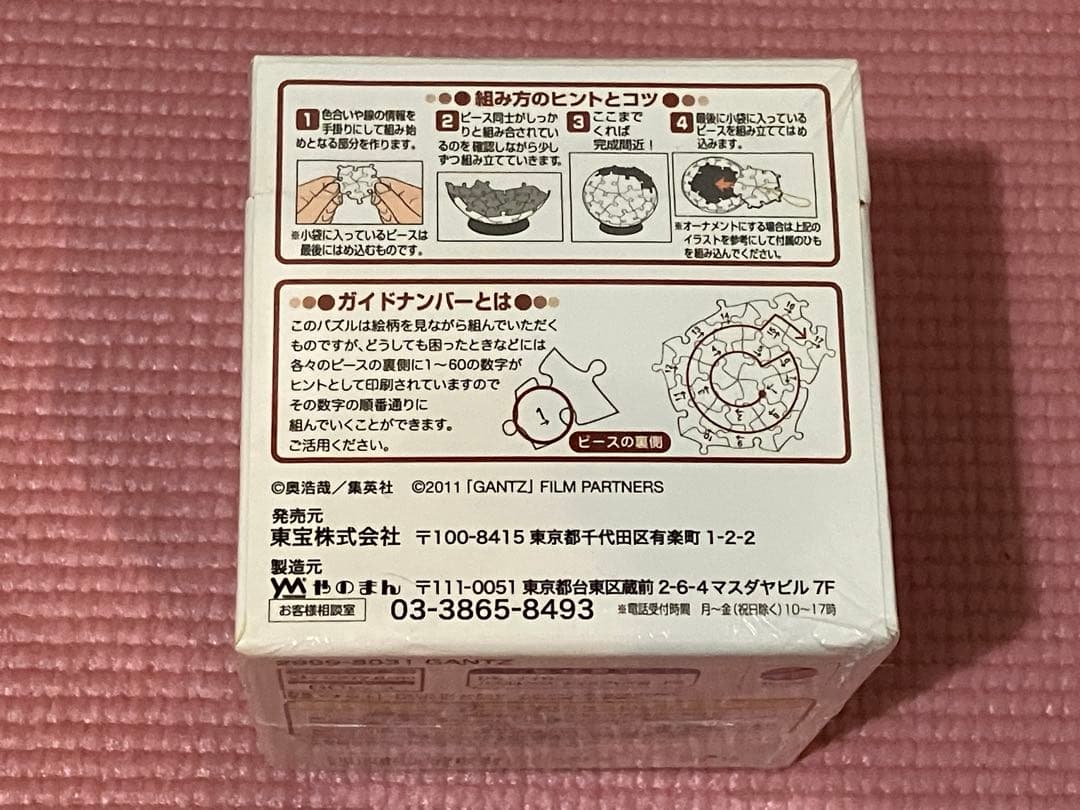 組み方のヒントとコツ
1 色合いや線の情報を
手掛りにして組み始
めとなる部分を作ります。
※小袋に入っているピースは
最後にはめ込むものです。
2 ピース同士がしっか
りと組み合されてい
るのを確認しながら少し
ずつ組み立てていきます。
3 ここまで
くれば
完成間近!
4 最後に小袋に入っている
ピースを組み立ててはめ
込みます。
※オーナメントにする場合は上記の
イラストを参考にして付属のひも
を組み込んでください。
ガイドナンバーとは
このパズルは絵柄を見ながら組んでいただく
ものですが、どうしても困ったときなどには
各々のピースの裏側に1〜60の数字が
ヒントとして印刷されていますので
その数字の順番通りに
組んでいくことができます。
ご活用ください。
1
ピースの裏側
©奥浩哉/集英社 ©2011「GANTZ」FILM PARTNERS
発売元
東宝株式会社 〒100-8415 東京都千代田区有楽町 1-2-2
製造元
やのまん 〒111-0051 東京都台東区蔵前 2-6-4 マスダヤビル 7F
お客様相談室 03-3865-8493 ※電話受付時間 月〜金(祝日除く)10〜17時
2999-8031 GANTZ